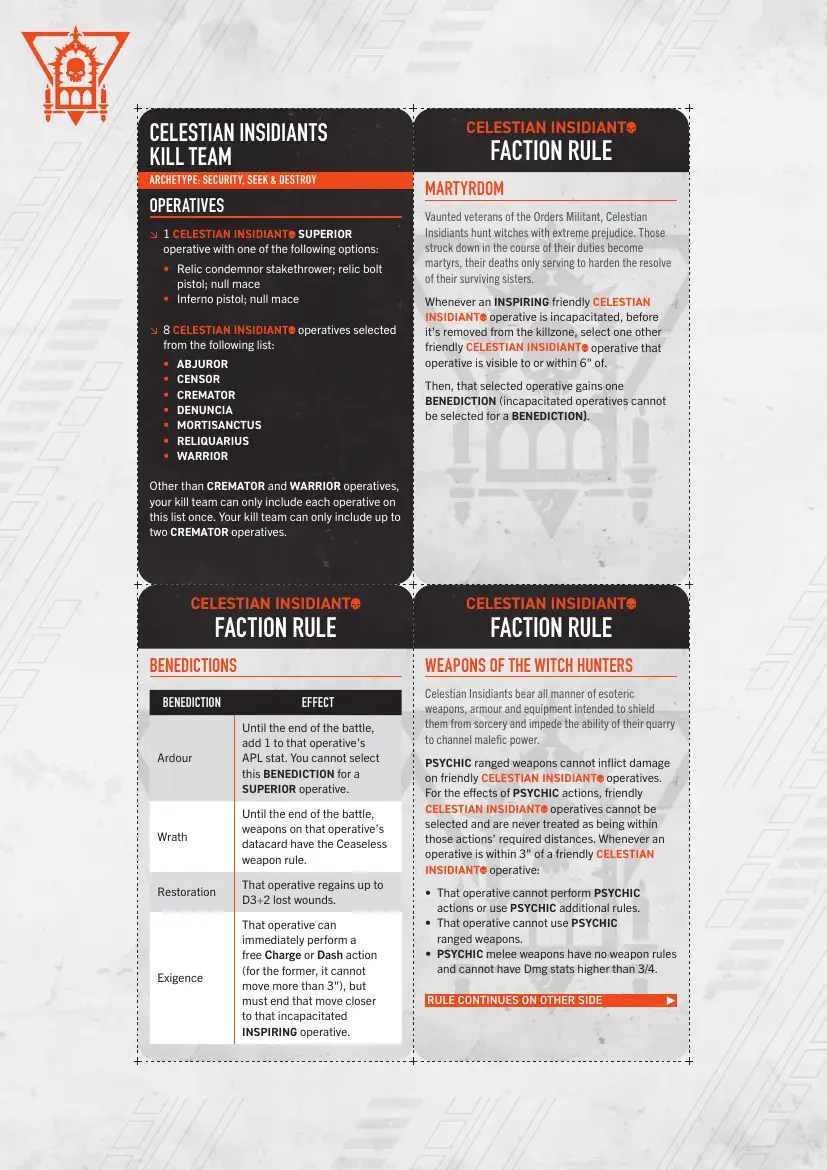 CELESTIAN INSIDIANTS
KILL TEAM
ARCHETYPE: SECURITY, SEEK & DESTROY
OPERATIVES
1 CELESTIAN INSIDIANT SUPERIOR
operative with one of the following options:
• Relic condemnor stakethrower; relic bolt
pistol; null mace
• Inferno pistol; null mace
8 CELESTIAN INSIDIANT operatives selected
from the following list:
• ABJUROR
• CENSOR
• CREMATOR
• DENUNCIA
• MORTISANCTUS
• RELIQUARIUS
• WARRIOR
Other than CREMATOR and WARRIOR operatives,
your kill team can only include each operative on
this list once. Your kill team can only include up to
two CREMATOR operatives.
CELESTIAN INSIDIANT
FACTION RULE
MARTYRDOM
Vaunted veterans of the Orders Militant, Celestian
Insidiants hunt witches with extreme prejudice. Those
struck down in the course of their duties become
martyrs, their deaths only serving to harden the resolve
of their surviving sisters.
Whenever an INSPIRING friendly CELESTIAN
INSIDIANT operative is incapacitated, before
it's removed from the killzone, select one other
friendly CELESTIAN INSIDIANT operative that
operative is visible to or within 6" of.
Then, that selected operative gains one
BENEDICTION (incapacitated operatives cannot
be selected for a BENEDICTION).
CELESTIAN INSIDIANT
FACTION RULE
BENEDICTIONS
BENEDICTION EFFECT
Ardour
Until the end of the battle,
add 1 to that operative's
APL stat. You cannot select
this BENEDICTION for a
SUPERIOR operative.
Wrath
Until the end of the battle,
weapons on that operative's
datacard have the Ceaseless
weapon rule.
Restoration
That operative regains up to
D3+2 lost wounds.
Exigence
That operative can
immediately perform a
free Charge or Dash action
(for the former, it cannot
move more than 3"), but
must end that move closer
to that incapacitated
INSPIRING operative.
CELESTIAN INSIDIANT
FACTION RULE
WEAPONS OF THE WITCH HUNTERS
Celestian Insidiants bear all manner of esoteric
weapons, armour and equipment intended to shield
them from sorcery and impede the ability of their quarry
to channel malefic power.
PSYCHIC ranged weapons cannot inflict damage
on friendly CELESTIAN INSIDIANT operatives.
For the effects of PSYCHIC actions, friendly
CELESTIAN INSIDIANT operatives cannot be
selected and are never treated as being within
those actions' required distances. Whenever an
operative is within 3" of a friendly CELESTIAN
INSIDIANT operative:
• That operative cannot perform PSYCHIC
actions or use PSYCHIC additional rules.
• That operative cannot use PSYCHIC
ranged weapons.
• PSYCHIC melee weapons have no weapon rules
and cannot have Dmg stats higher than 3/4.
RULE CONTINUES ON OTHER SIDE